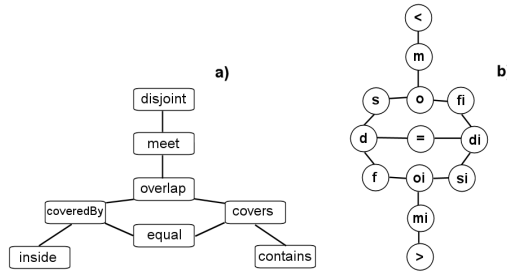 a)
disjoint
meet
overlap
coveredBy
covers
equal
inside
contains
b
<
m
s o fi
d = di
f oi si
mi
>